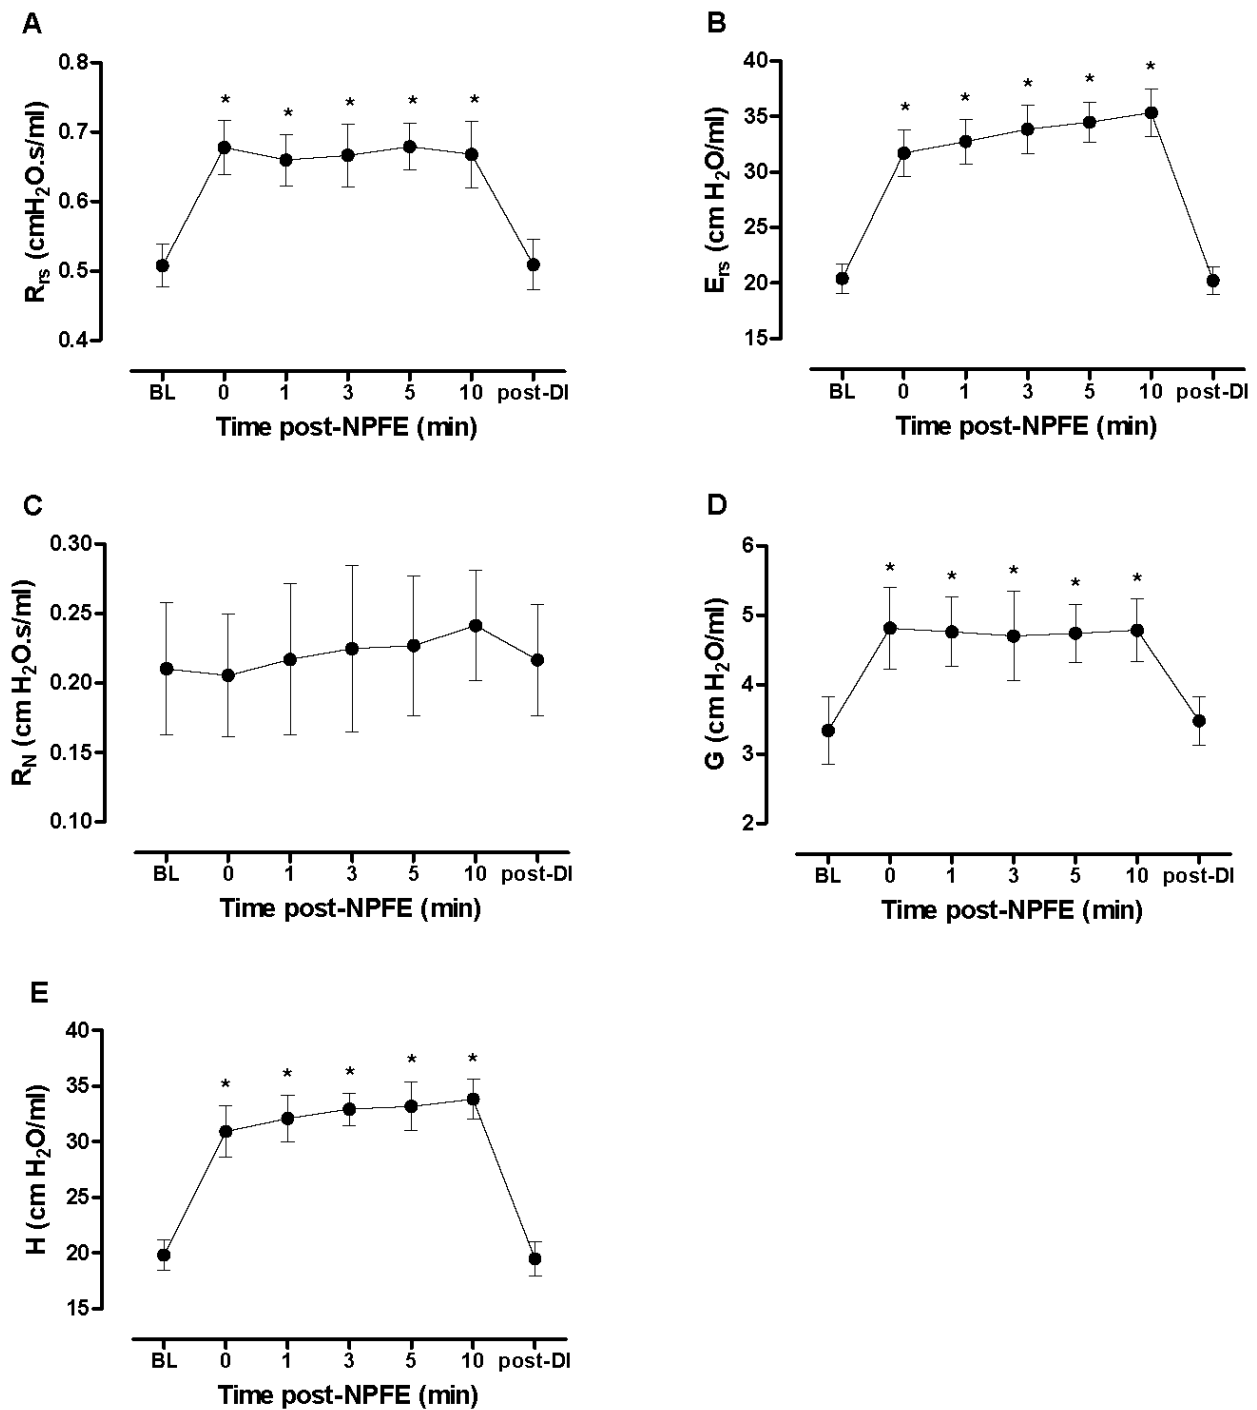 A
R_rs (cmH₂O.s/ml)
0.8
0.7
0.6
0.5
0.4
* * * * *
BL 0 1 3 5 10 post-DI
Time post-NPFE (min)
B
E_rs (cm H₂O/ml)
40
35
30
25
20
15
* * * * *
BL 0 1 3 5 10 post-DI
Time post-NPFE (min)
C
R_N (cm H₂O.s/ml)
0.30
0.25
0.20
0.15
0.10
BL 0 1 3 5 10 post-DI
Time post-NPFE (min)
D
G (cm H₂O/ml)
6
5
4
3
2
* * * * *
BL 0 1 3 5 10 post-DI
Time post-NPFE (min)
E
H (cm H₂O/ml)
40
35
30
25
20
15
* * * * *
BL 0 1 3 5 10 post-DI
Time post-NPFE (min)